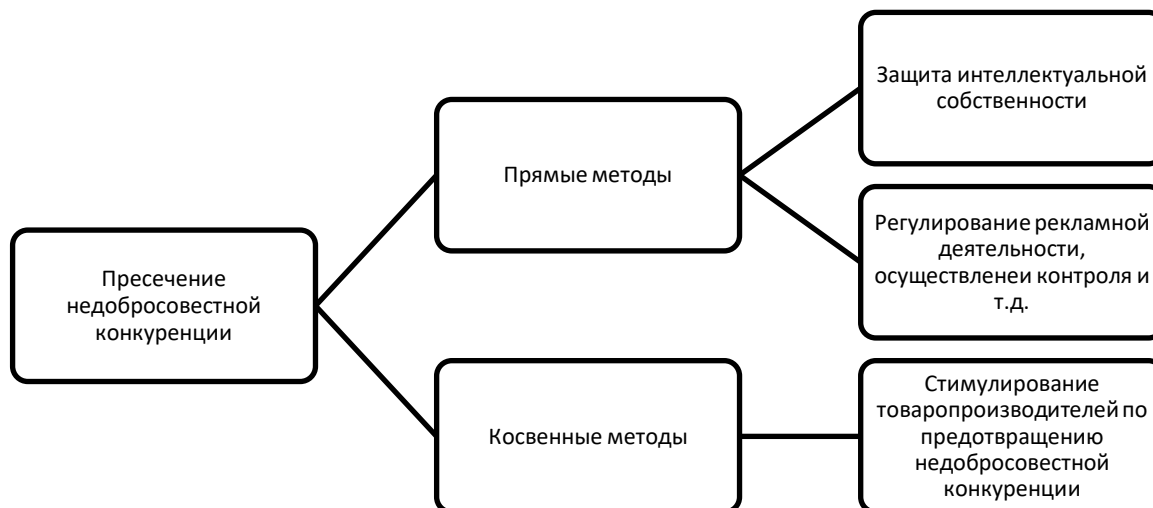 Пресечение
недобросовестной
конкуренции
Прямые методы
Защита интеллектуальной
собственности
Регулирование рекламной
деятельности,
осуществленеи контроля и
т.д.
Косвенные методы
Стимулирование
товаропроизводителей по
предотвращению
недобросовестной
конкуренции